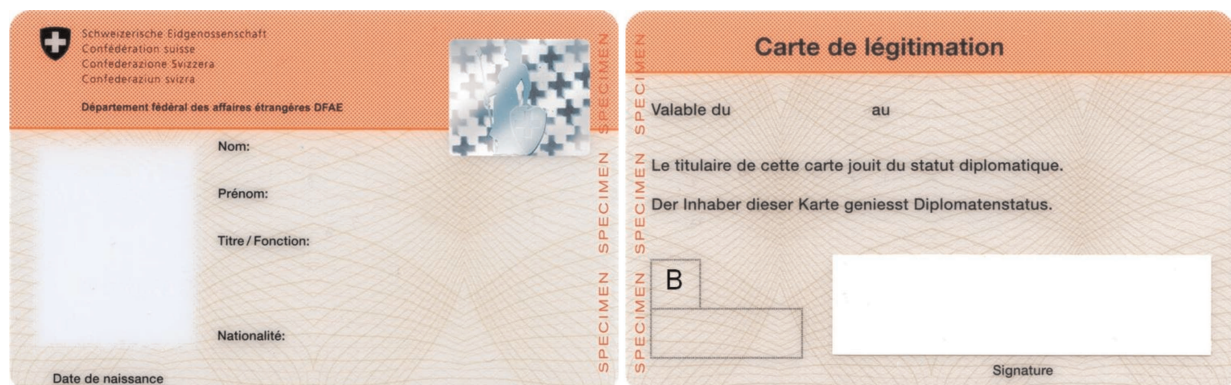 Schweizerische Eidgenossenschaft
Confédération suisse
Confederazione Svizzera
Confederaziun svizra
Département fédéral des affaires étrangères DFAE
Nom:
Prénom:
Titre / Fonction:
Nationalité:
Date de naissance
SPECIMEN SPECIMEN SPECIMEN
SPECIMEN SPECIMEN SPECIMEN
Carte de légitimation
Valable du au
Le titulaire de cette carte jouit du statut diplomatique.
Der Inhaber dieser Karte geniesst Diplomatenstatus.
B
Signature